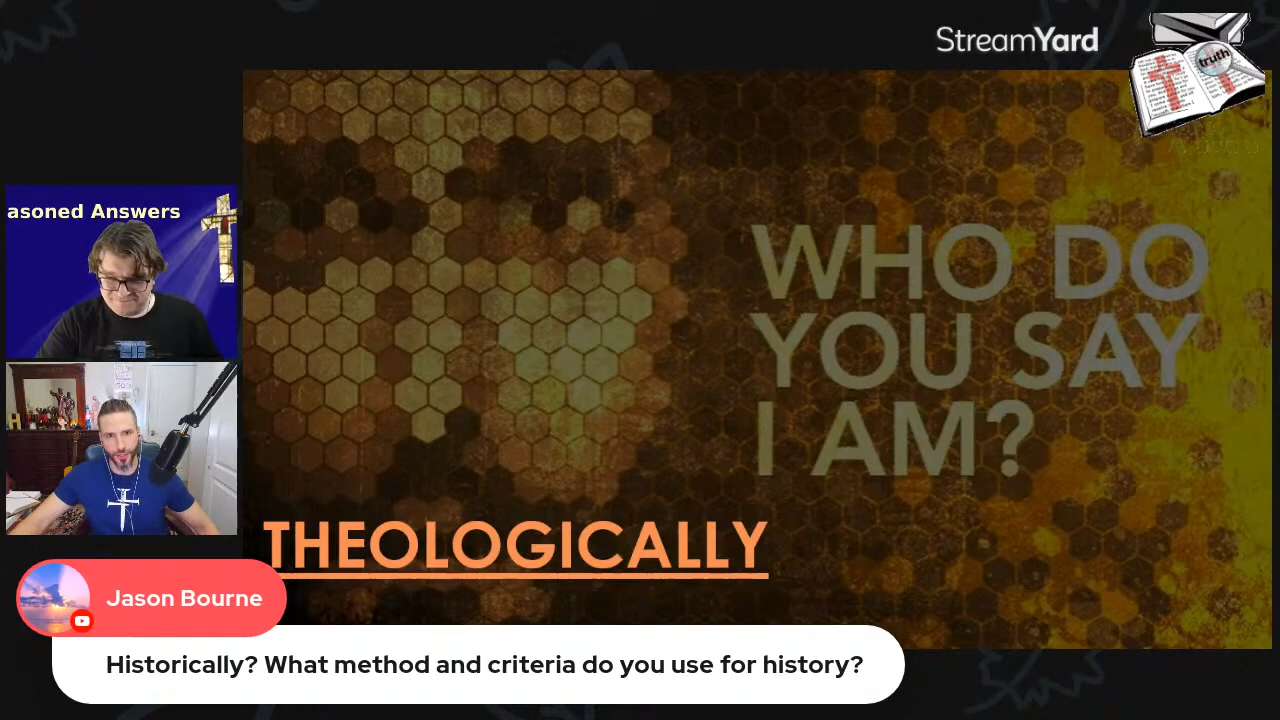 StreamYard
truth
asoned Answers
WHO DO
YOU SAY
I AM?
THEOLOGICALLY
Jason Bourne
Historically? What method and criteria do you use for history?